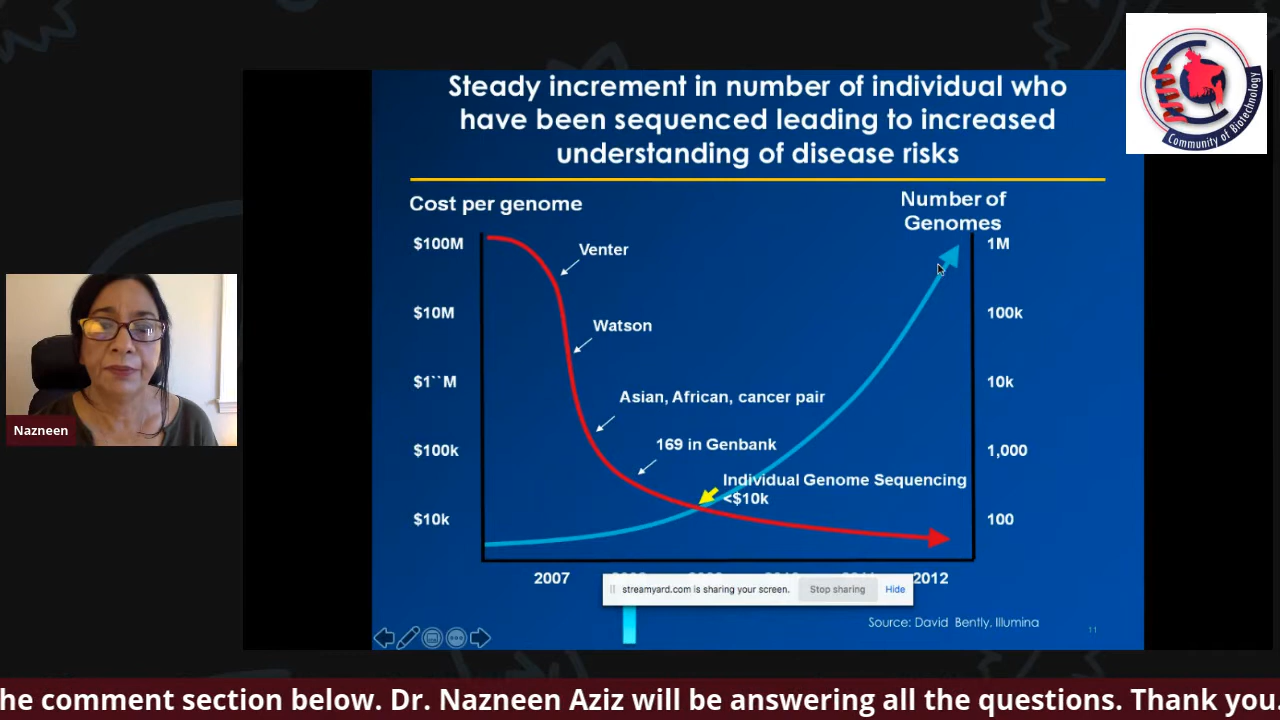 Steady increment in number of individual who
have been sequenced leading to increased
understanding of disease risks
Community of Biotechnology
Cost per genome
Number of
Genomes
$100M
$10M
$1``M
$100k
$10k
Venter
Watson
Asian, African, cancer pair
169 in Genbank
Individual Genome Sequencing
<$10k
1M
100k
10k
1,000
100
2007
2012
streamyard.com is sharing your screen.
Stop sharing
Hide
Source: David Bently, Illumina
11
Nazneen
he comment section below. Dr. Nazneen Aziz will be answering all the questions. Thank you.